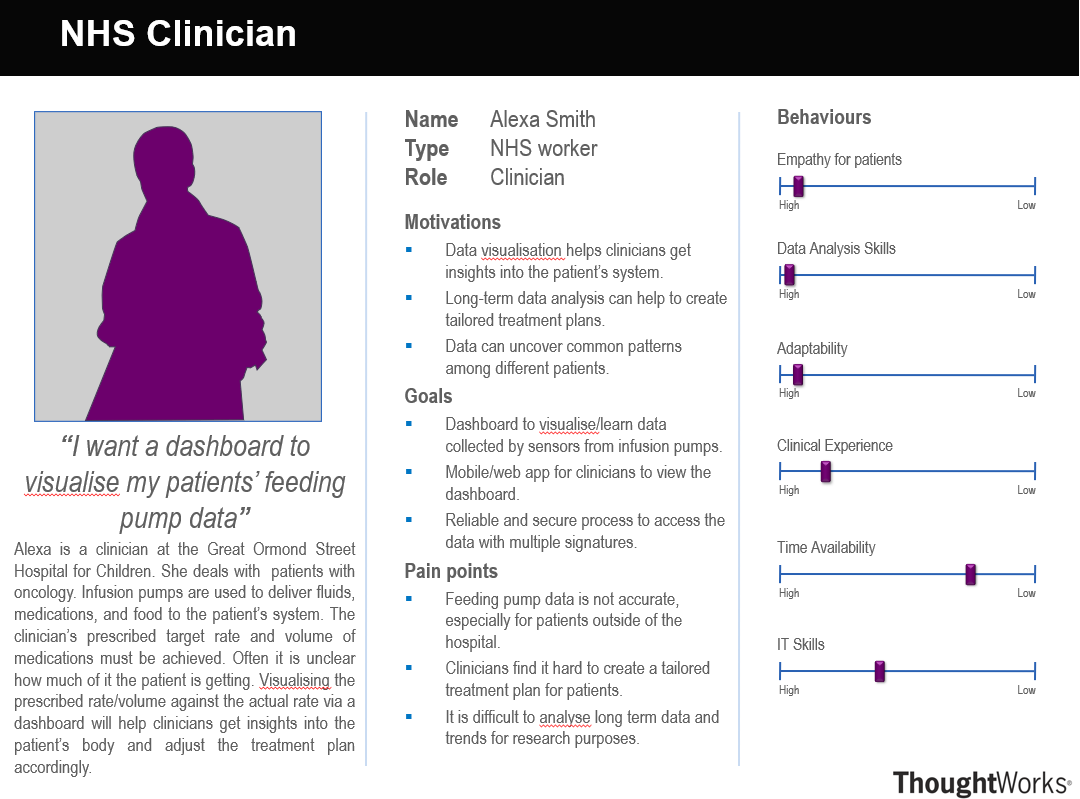 NHS Clinician
“I want a dashboard to
visualise my patients’ feeding
pump data”
Alexa is a clinician at the Great Ormond Street
Hospital for Children. She deals with patients with
oncology. Infusion pumps are used to deliver fluids,
medications, and food to the patient’s system. The
clinician’s prescribed target rate and volume of
medications must be achieved. Often it is unclear
how much of it the patient is getting. Visualising the
prescribed rate/volume against the actual rate via a
dashboard will help clinicians get insights into the
patient’s body and adjust the treatment plan
accordingly.
Name Alexa Smith
Type NHS worker
Role Clinician
Motivations
▪ Data visualisation helps clinicians get
insights into the patient’s system.
▪ Long-term data analysis can help to create
tailored treatment plans.
▪ Data can uncover common patterns
among different patients.
Goals
▪ Dashboard to visualise/learn data
collected by sensors from infusion pumps.
▪ Mobile/web app for clinicians to view the
dashboard.
▪ Reliable and secure process to access the
data with multiple signatures.
Pain points
▪ Feeding pump data is not accurate,
especially for patients outside of the
hospital.
▪ Clinicians find it hard to create a tailored
treatment plan for patients.
▪ It is difficult to analyse long term data and
trends for research purposes.
Behaviours
Empathy for patients
High Low
Data Analysis Skills
High Low
Adaptability
High Low
Clinical Experience
High Low
Time Availability
High Low
IT Skills
High Low
ThoughtWorks®